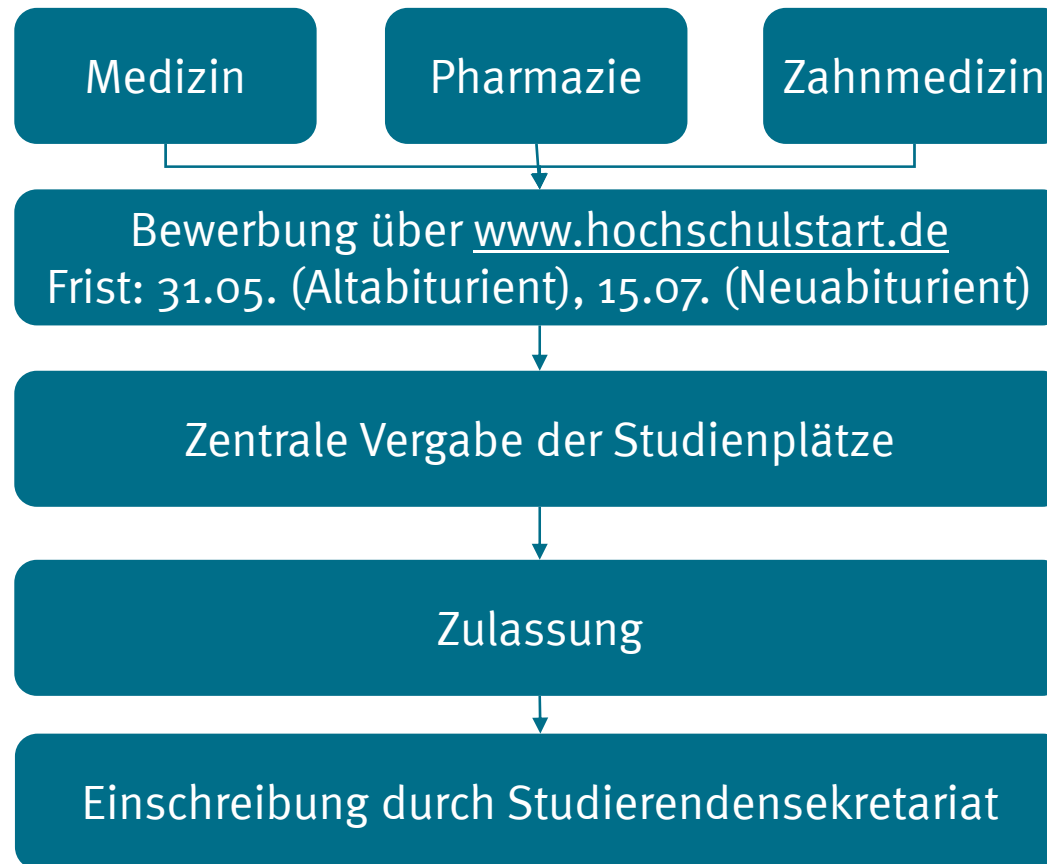 Medizin
Pharmazie
Zahnmedizin
Bewerbung über www.hochschulstart.de
Frist: 31.05. (Altabiturient), 15.07. (Neuabiturient)
Zentrale Vergabe der Studienplätze
Zulassung
Einschreibung durch Studierendensekretariat